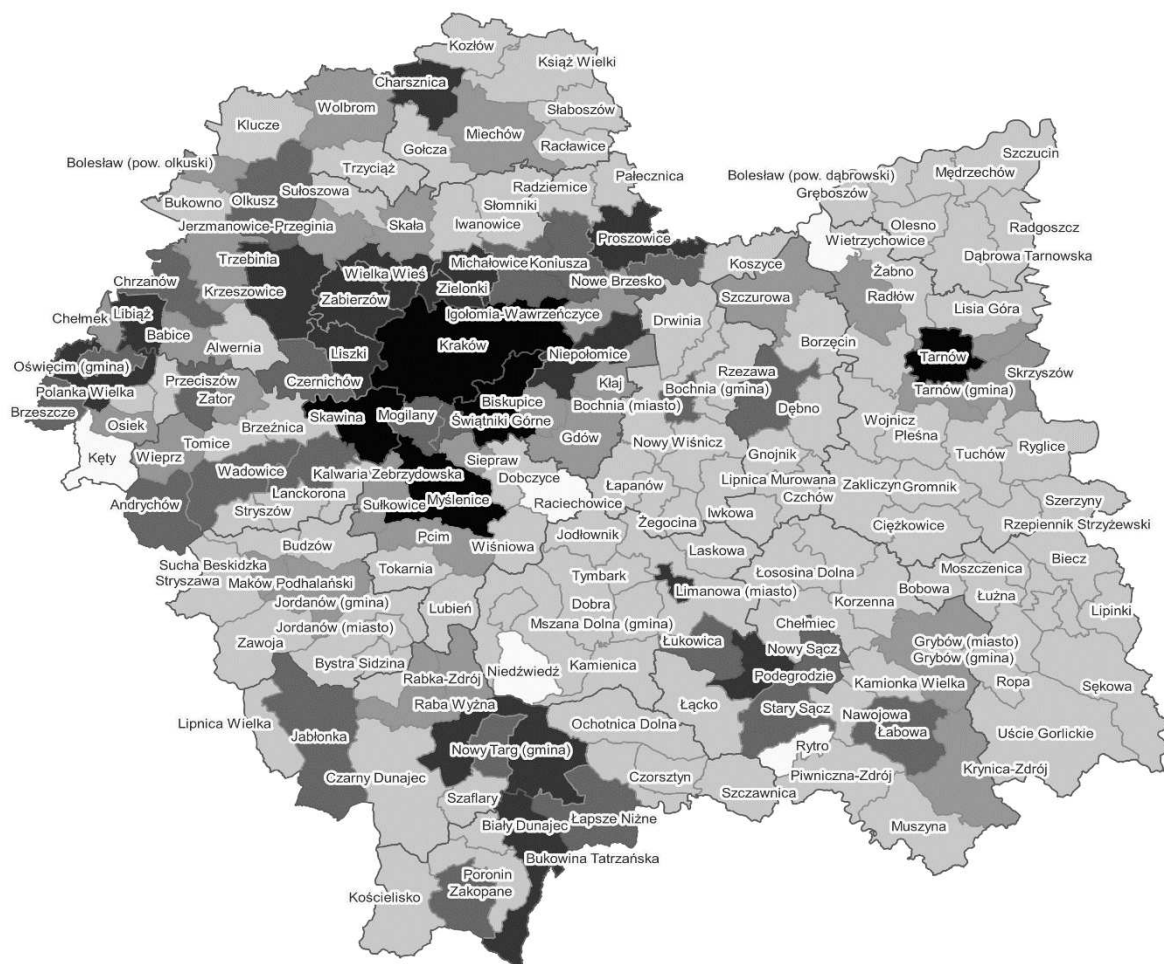 Kozłów
Książ Wielki
Charsznica
Wolbrom
Słaboszów
Klucze
Miechów
Racławice
Gołcza
Bolesław (pow. olkuski)
Trzyciąż
Pałecznica
Szczucin
Mędrzechów
Bolesław (pow. dąbrowski)
Gręboszów
Radziemice
Sułoszowa
Olkusz
Bukowno
Słomniki
Iwanowice
Skała
Jerzmanowice-Przeginia
Olesno
Radgoszcz
Wietrzychowice
Proszowice
Dąbrowa Tarnowska
Trzebinia
Wielka Wieś
Michałowice
Koniusza
Koszyce
Żabno
Chrzanów
Krzeszowice
Zabierzów
Zielonki
Nowe Brzesko
Szczurowa
Radłów
Lisia Góra
Libiąż
Chełmek
Babice
Igołomia-Wawrzeńczyce
Drwinia
Alwernia
Liszki
Kraków
Niepołomice
Borzęcin
Tarnów
Oświęcim (gmina)
Skrzyszów
Przeciszów
Czernichów
Rzezawa
Tarnów (gmina)
Polanka Wielka
Zator
Kłaj
Bochnia (gmina)
Brzeszcze
Skawina
Mogilany
Biskupice
Bochnia (miasto)
Dębno
Osiek
Brzeźnica
Świątniki Górne
Wojnicz
Tomice
Gdów
Nowy Wiśnicz
Pleśna
Kęty
Wieprz
Ryglice
Wadowice
Siepraw
Gnojnik
Tuchów
Kalwaria Zebrzydowska
Dobczyce
Łapanów
Lipnica Murowana
Zakliczyn
Gromnik
Andrychów
Lanckorona
Myślenice
Raciechowice
Czchów
Szerzyny
Stryszów
Sułkowice
Iwkowa
Żegocina
Ciężkowice
Rzepiennik Strzyżewski
Pcim
Jodłownik
Budzów
Wiśniowa
Laskowa
Biecz
Sucha Beskidzka
Tokarnia
Moszczenica
Stryszawa
Maków Podhalański
Tymbark
Łososina Dolna
Limanowa (miasto)
Bobowa
Łużna
Jordanów (gmina)
Lubień
Dobra
Korzenna
Lipinki
Jordanów (miasto)
Mszana Dolna (gmina)
Chełmiec
Zawoja
Łukowica
Nowy Sącz
Grybów (miasto)
Grybów (gmina)
Bystra Sidzina
Rabka-Zdrój
Niedźwiedź
Kamienica
Podegrodzie
Kamionka Wielka
Ropa
Sękowa
Raba Wyżna
Łącko
Stary Sącz
Nawojowa
Lipnica Wielka
Jabłonka
Ochotnica Dolna
Łabowa
Uście Gorlickie
Nowy Targ (gmina)
Rytro
Czarny Dunajec
Czorsztyn
Piwniczna-Zdrój
Krynica-Zdrój
Szaflary
Szczawnica
Biały Dunajec
Łapsze Niżne
Muszyna
Bukowina Tatrzańska
Poronin
Zakopane
Kościelisko